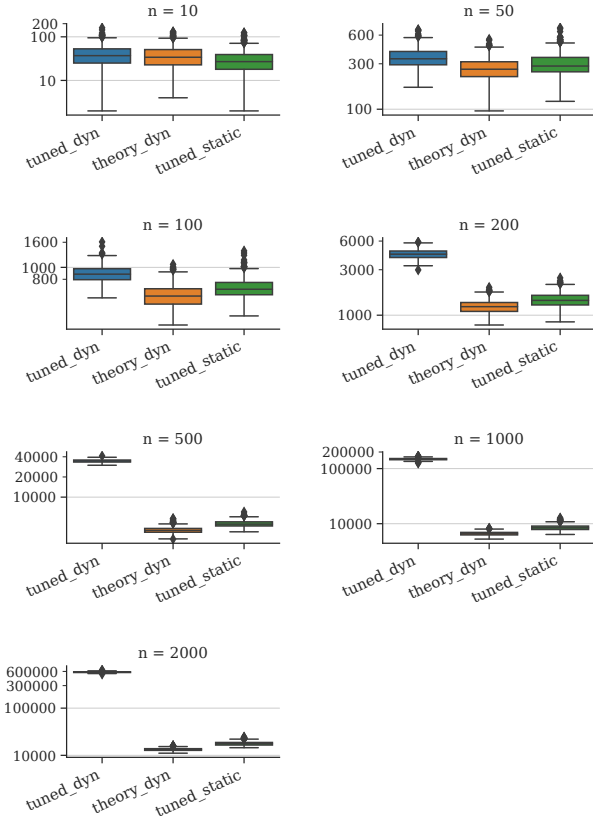 n = 10
200
100
10
tuned_dyn
theory_dyn
tuned_static
n = 50
600
300
100
tuned_dyn
theory_dyn
tuned_static
n = 100
1600
1000
800
tuned_dyn
theory_dyn
tuned_static
n = 200
6000
3000
1000
tuned_dyn
theory_dyn
tuned_static
n = 500
40000
20000
10000
tuned_dyn
theory_dyn
tuned_static
n = 1000
200000
100000
10000
tuned_dyn
theory_dyn
tuned_static
n = 2000
600000
300000
100000
10000
tuned_dyn
theory_dyn
tuned_static